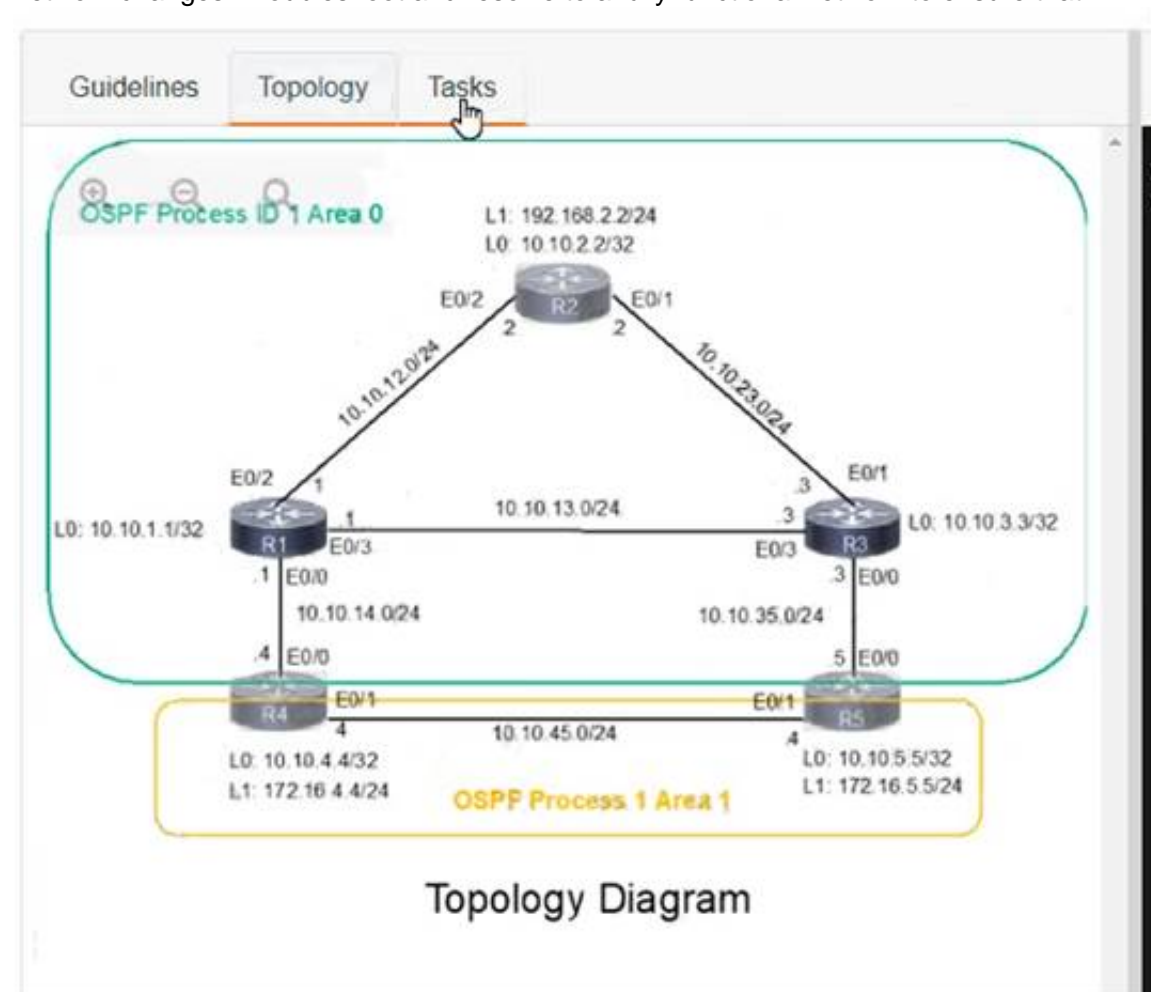 Guidelines Topology Tasks
OSPF Process ID 1 Area 0
L1: 192.168.2.2/24
L0: 10.10.2.2/32
E0/2 R2 E0/1
2 2
10.10.12.0/24
10.10.23.0/24
E0/2 E0/1
1 .3
10.10.13.0/24
L0: 10.10.1.1/32 R1 .1 .3 R3 L0: 10.10.3.3/32
E0/3 E0/3
.1 E0/0 .3 E0/0
10.10.14.0/24 10.10.35.0/24
.4 E0/0 .5 E0/0
R4 E0/1 E0/1 R5
4 10.10.45.0/24 .4
L0: 10.10.4.4/32 L0: 10.10.5.5/32
L1: 172.16.4.4/24 L1: 172.16.5.5/24
OSPF Process 1 Area 1
Topology Diagram